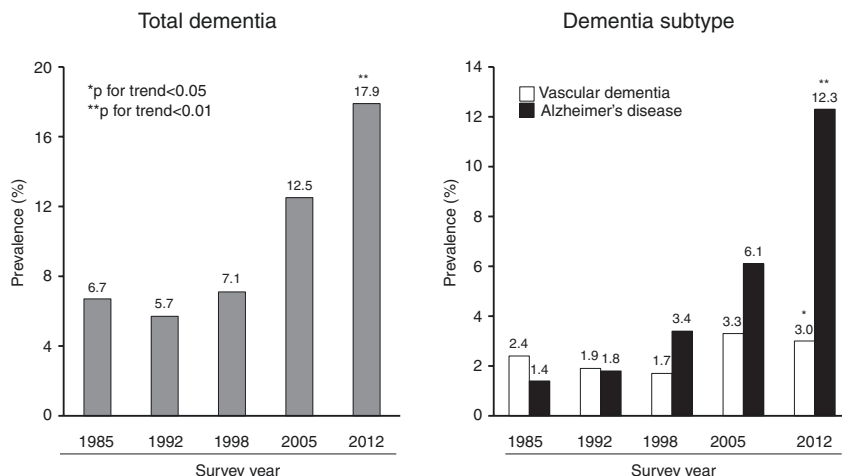 Total dementia
20
16
12
8
4
0
Prevalence (%)
*p for trend<0.05
**p for trend<0.01
6.7
5.7
7.1
12.5
**
17.9
1985 1992 1998 2005 2012
Survey year
Dementia subtype
14
12
10
8
6
4
2
0
Prevalence (%)
Vascular dementia
Alzheimer's disease
2.4
1.4
1.9
1.8
1.7
3.4
3.3
6.1
*
3.0
**
12.3
1985 1992 1998 2005 2012
Survey year